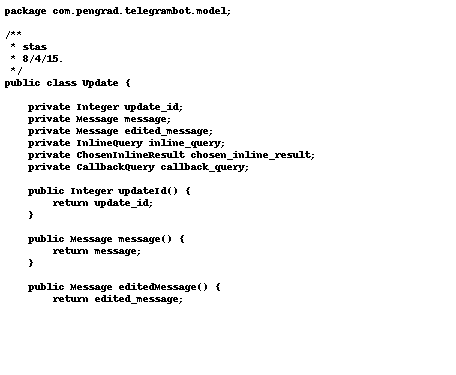 package com.pengrad.telegrambot.model;

/**
 * stas
 * 8/4/15.
 */
public class Update {

    private Integer update_id;
    private Message message;
    private Message edited_message;
    private InlineQuery inline_query;
    private ChosenInlineResult chosen_inline_result;
    private CallbackQuery callback_query;

    public Integer updateId() {
        return update_id;
    }

    public Message message() {
        return message;
    }

    public Message editedMessage() {
        return edited_message;